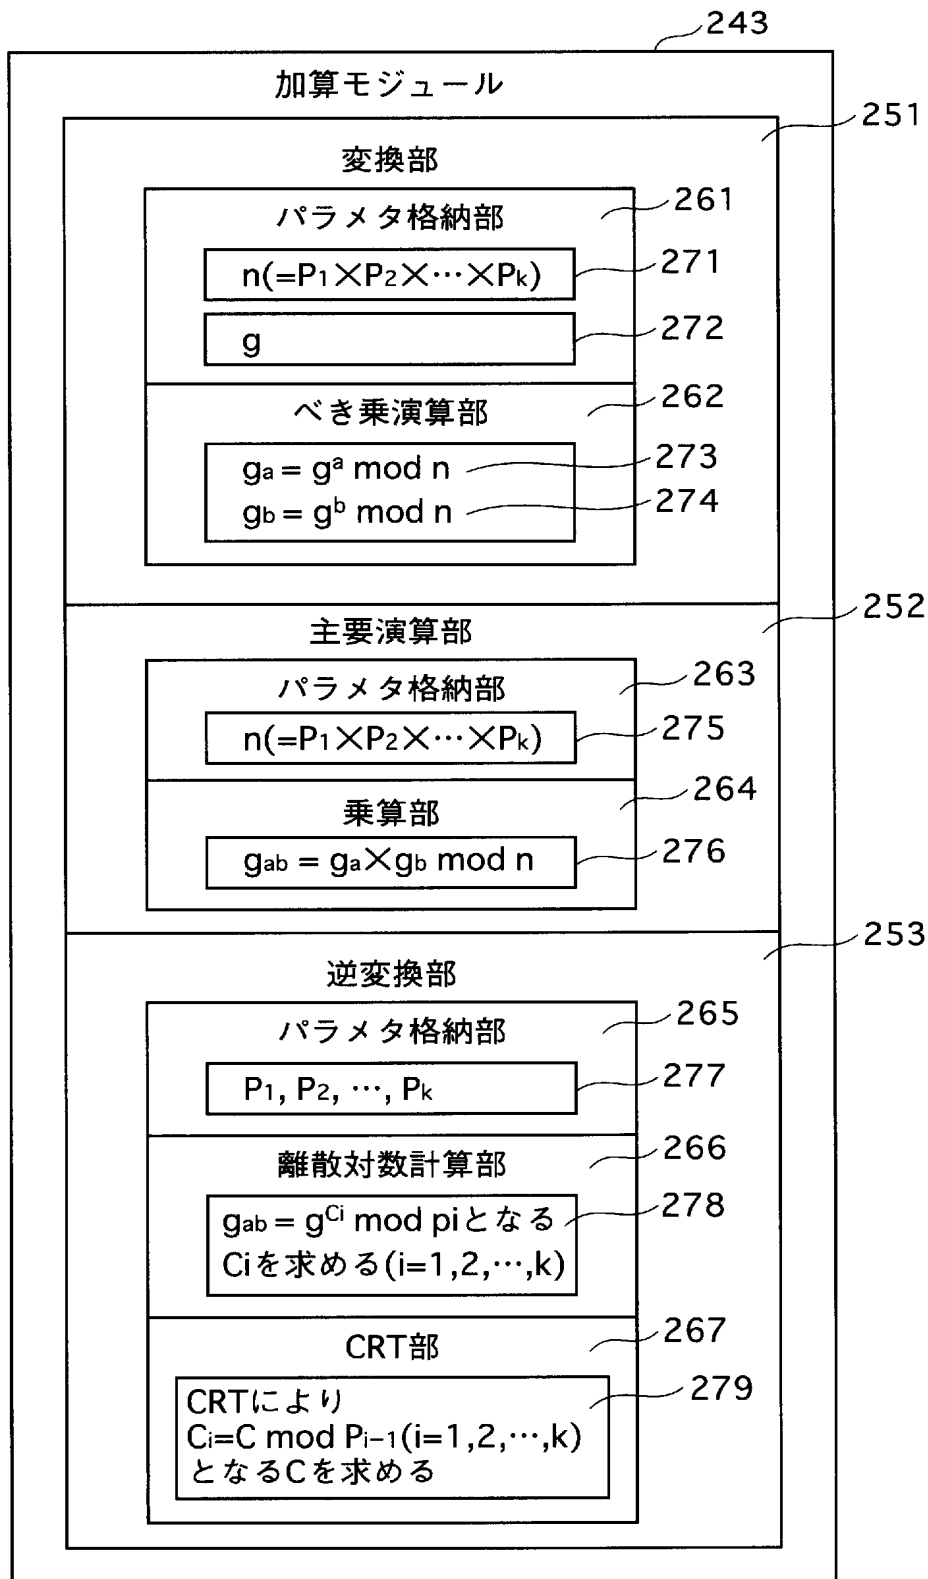 243
加算モジュール
251
変換部
261
パラメタ格納部
271
n(=P₁×P₂×⋯×Pₖ)
272
g
262
べき乗演算部
gₐ = gᵃ mod n 273
g_b = gᵇ mod n 274
252
主要演算部
263
パラメタ格納部
275
n(=P₁×P₂×⋯×Pₖ)
264
乗算部
g_ab = gₐ×g_b mod n 276
253
逆変換部
265
パラメタ格納部
P₁, P₂, ⋯, Pₖ 277
離散対数計算部 266
g_ab = g^Ci mod piとなる 278
Ciを求める(i=1,2,⋯,k)
267
CRT部
279
CRTにより
Cᵢ=C mod Pᵢ₋₁(i=1,2,⋯,k)
となるCを求める